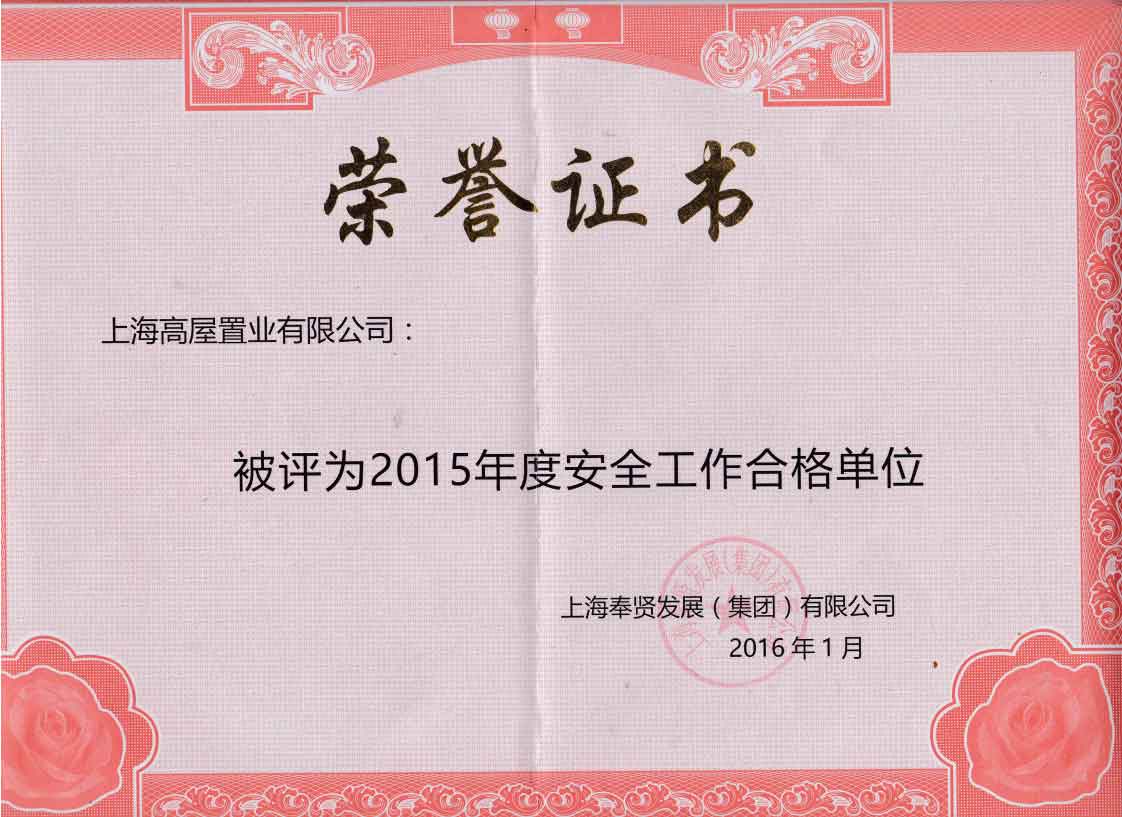 荣誉证书
上海高屋置业有限公司：
被评为2015年度安全工作合格单位
上海奉贤发展（集团）有限公司
2016年1月